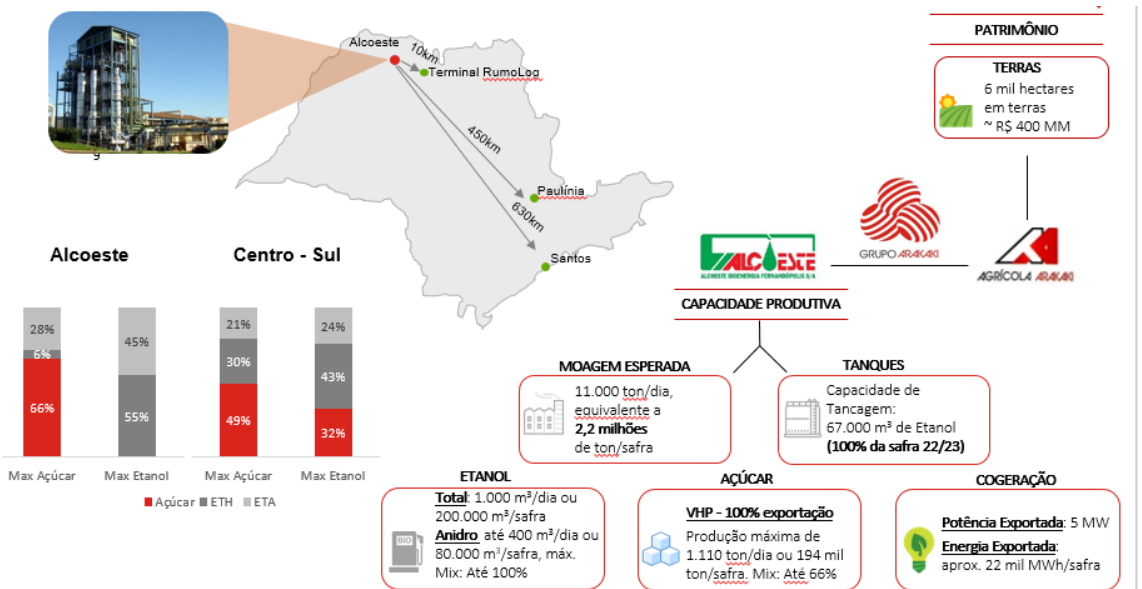 Alcoeste
10km
Terminal RumoLog
450km
Paulínia
630km
Santos
9
PATRIMÔNIO
TERRAS
6 mil hectares
em terras
~ R$ 400 MM
GRUPO ARAKAKI
AGRÍCOLA ARAKAKI
ALCOESTE
ALCOESTE BIOENERGIA FERNANDÓPOLIS S/A
CAPACIDADE PRODUTIVA
Alcoeste
Centro - Sul
28%
6%
66%
45%
55%
21%
30%
49%
24%
43%
32%
Max Açúcar
Max Etanol
Max Açúcar
Max Etanol
Açúcar
ETH
ETA
MOAGEM ESPERADA
11.000 ton/dia,
equivalente a
2,2 milhões
de ton/safra
TANQUES
Capacidade de
Tancagem:
67.000 m³ de Etanol
(100% da safra 22/23)
ETANOL
BIO
Total: 1.000 m³/dia ou
200.000 m³/safra
Anidro até 400 m³/dia ou
80.000 m³/safra, máx.
Mix: Até 100%
AÇÚCAR
VHP - 100% exportação
Produção máxima de
1.110 ton/dia ou 194 mil
ton/safra. Mix: Até 66%
COGERAÇÃO
Potência Exportada: 5 MW
Energia Exportada:
aprox. 22 mil MWh/safra